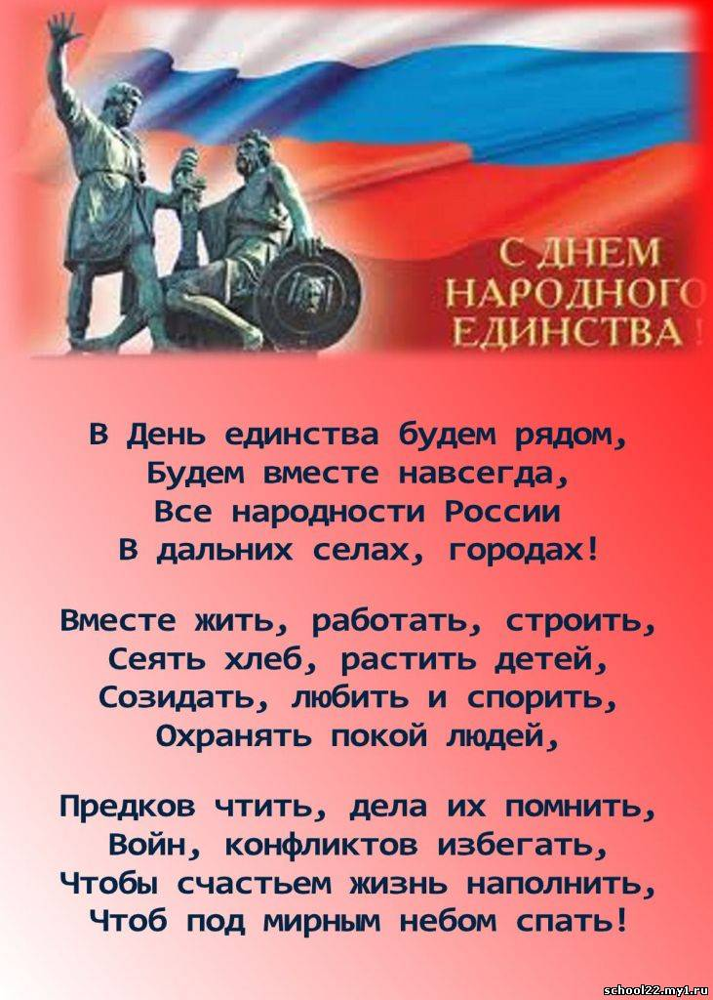 С ДНЕМ
НАРОДНОГО
ЕДИНСТВА!
В День единства будем рядом,
Будем вместе навсегда,
Все народности России
В дальних селах, городах!
Вместе жить, работать, строить,
Сеять хлеб, растить детей,
Созидать, любить и спорить,
Охранять покой людей,
Предков чтить, дела их помнить,
Войн, конфликтов избегать,
Чтобы счастьем жизнь наполнить,
Чтоб под мирным небом спать!
school22.my1.ru